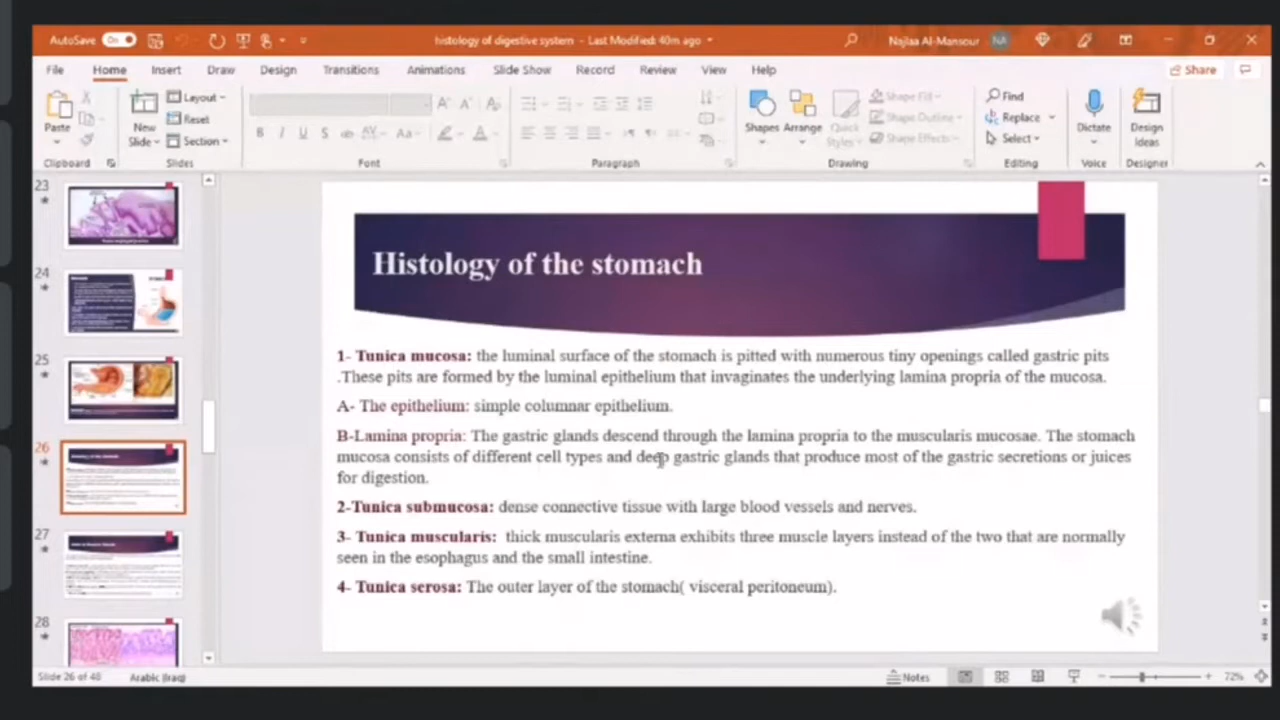 AutoSave On histology of digestive system - Last Modified: 40m ago Najlaa Al-Mansour NA
File Home Insert Draw Design Transitions Animations Slide Show Record Review View Help Share
Paste New Slide Layout Reset Section Shapes Arrange Quick Styles Shape Fill Shape Outline Shape Effects Find Replace Select Dictate Design Ideas
Clipboard Slides Font Paragraph Drawing Editing Voice Designer
23
24
25
26
27
28
Histology of the stomach
1- Tunica mucosa: the luminal surface of the stomach is pitted with numerous tiny openings called gastric pits
.These pits are formed by the luminal epithelium that invaginates the underlying lamina propria of the mucosa.
A- The epithelium: simple columnar epithelium.
B-Lamina propria: The gastric glands descend through the lamina propria to the muscularis mucosae. The stomach
mucosa consists of different cell types and deep gastric glands that produce most of the gastric secretions or juices
for digestion.
2-Tunica submucosa: dense connective tissue with large blood vessels and nerves.
3- Tunica muscularis: thick muscularis externa exhibits three muscle layers instead of the two that are normally
seen in the esophagus and the small intestine.
4- Tunica serosa: The outer layer of the stomach( visceral peritoneum).
Slide 26 of 40 Arabic (Iraq) Notes 72%